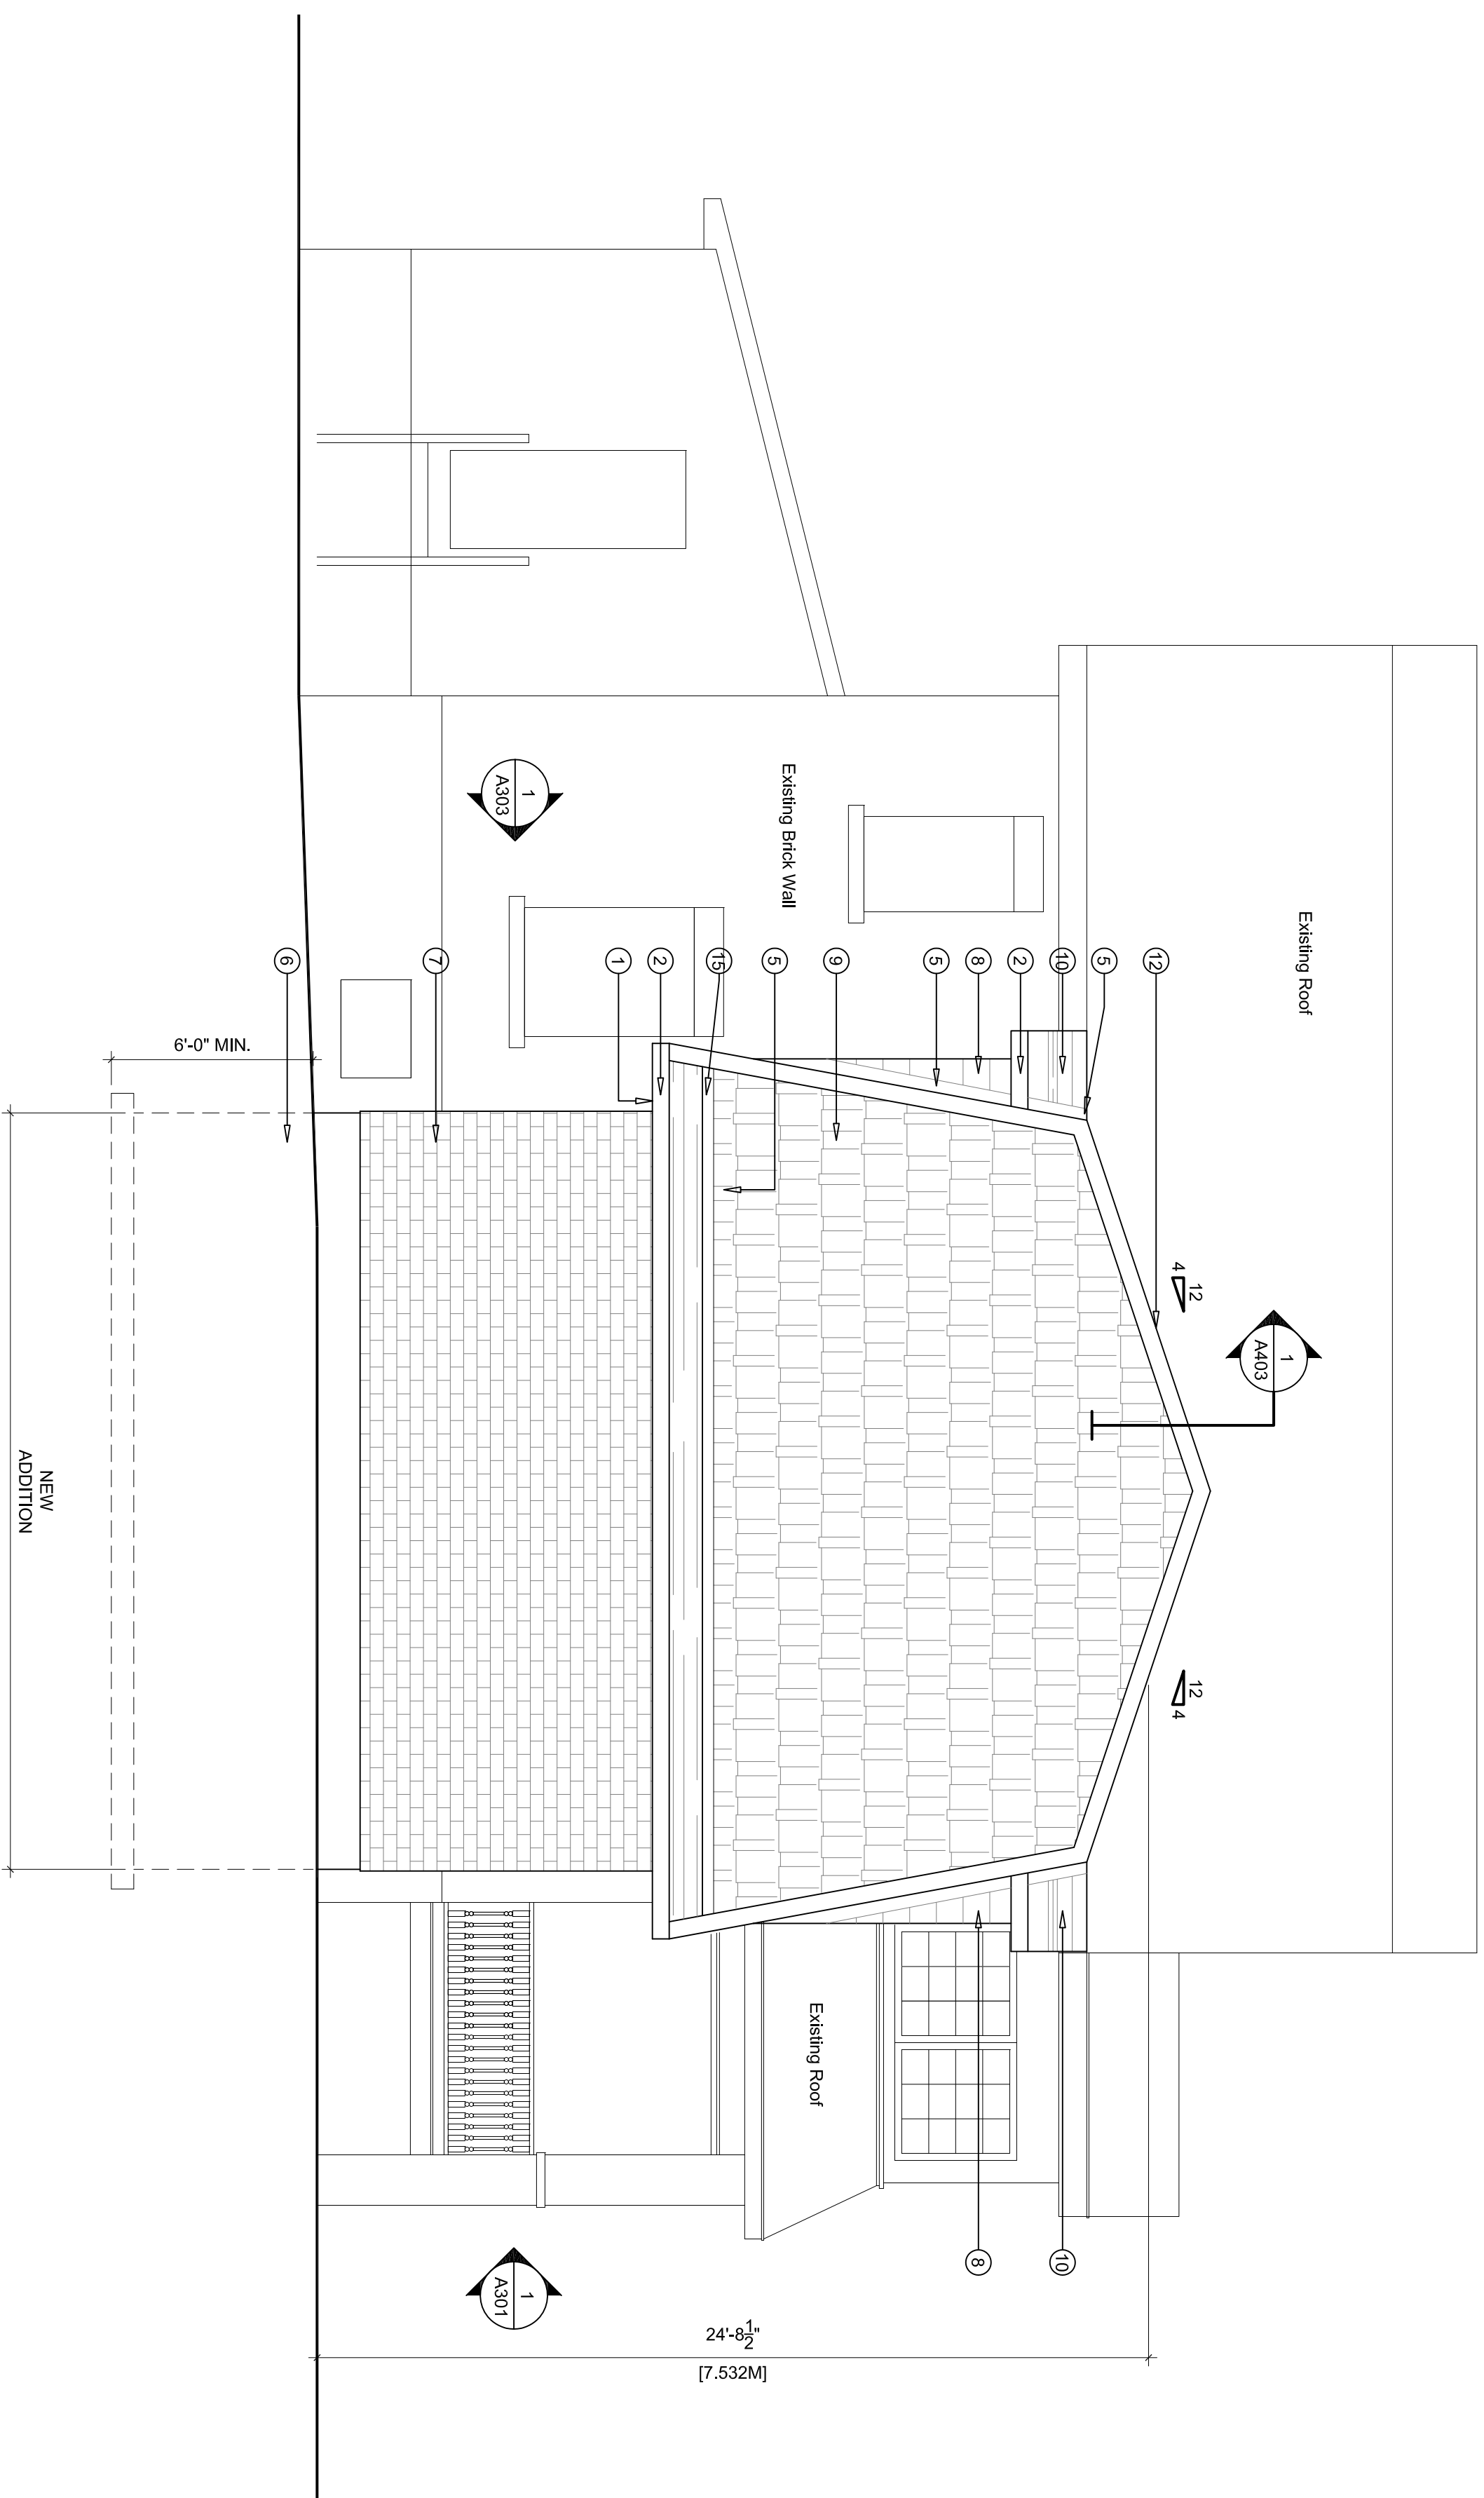 Existing Roof
12
4
12
4
1
A403
12
5
10
2
8
5
9
5
15
2
1
7
6
Existing Brick Wall
1
A303
Existing Roof
10
8
1
A301
24'-8 1/2"
[7.532M]
6'-0" MIN.
NEW
ADDITION